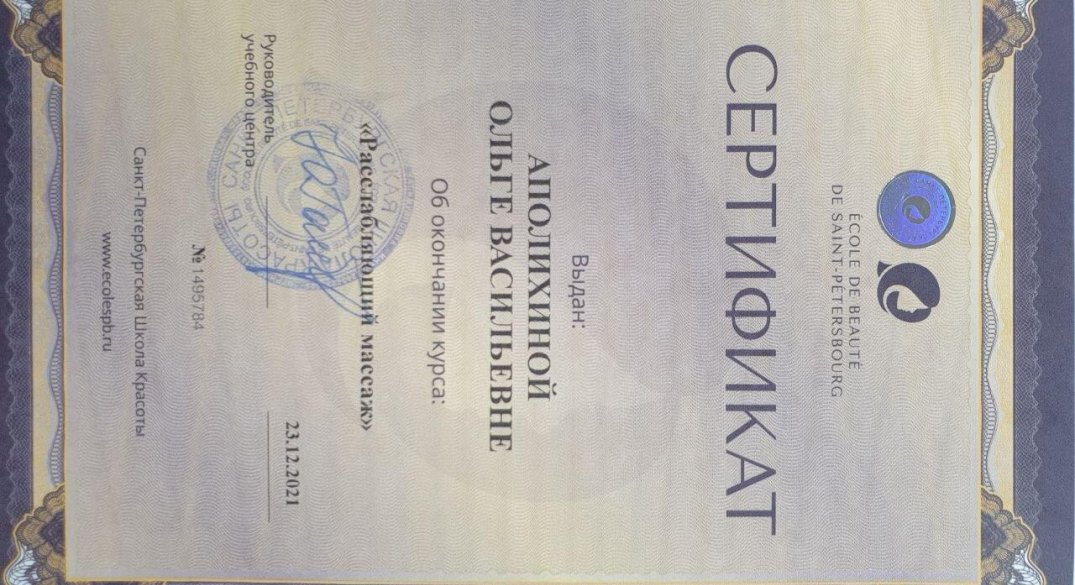 ÉCOLE DE BEAUTÉ
DE SAINT-PÉTERSBOURG
СЕРТИФИКАТ
Выдан:
АПОЛИХИНОЙ
ОЛЬГЕ ВАСИЛЬЕВНЕ
Об окончании курса:
«Расслабляющий массаж»
Руководитель
учебного центра
23.12.2021
№ 1495784
Санкт-Петербургская Школа Красоты
www.ecolespb.ru